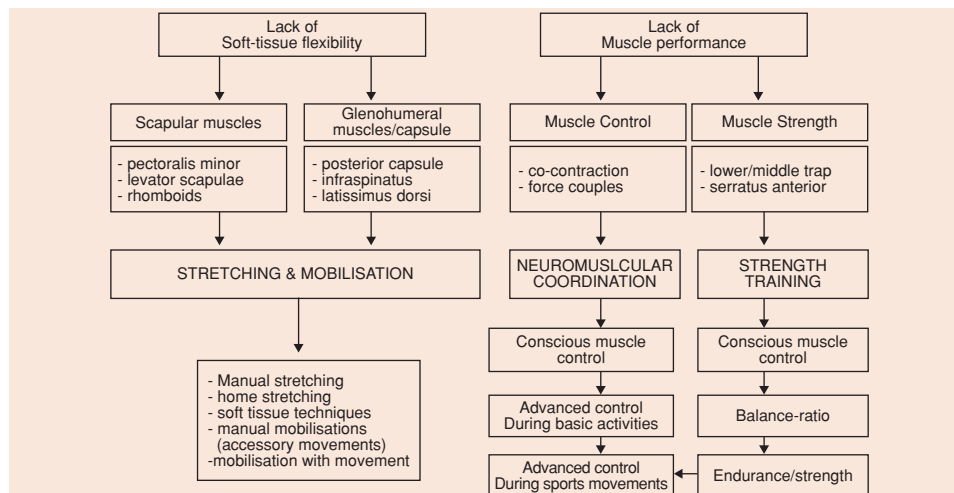 Lack of
Soft-tissue flexibility
Lack of
Muscle performance
Scapular muscles
Glenohumeral
muscles/capsule
Muscle Control
Muscle Strength
- pectoralis minor
- levator scapulae
- rhomboids
- posterior capsule
- infraspinatus
- latissimus dorsi
- co-contraction
- force couples
- lower/middle trap
- serratus anterior
STRETCHING & MOBILISATION
NEUROMUSLCULAR
COORDINATION
STRENGTH
TRAINING
Conscious muscle
control
Conscious muscle
control
- Manual stretching
- home stretching
- soft tissue techniques
- manual mobilisations
(accessory movements)
-mobilisation with movement
Advanced control
During basic activities
Balance-ratio
Advanced control
During sports movements
Endurance/strength